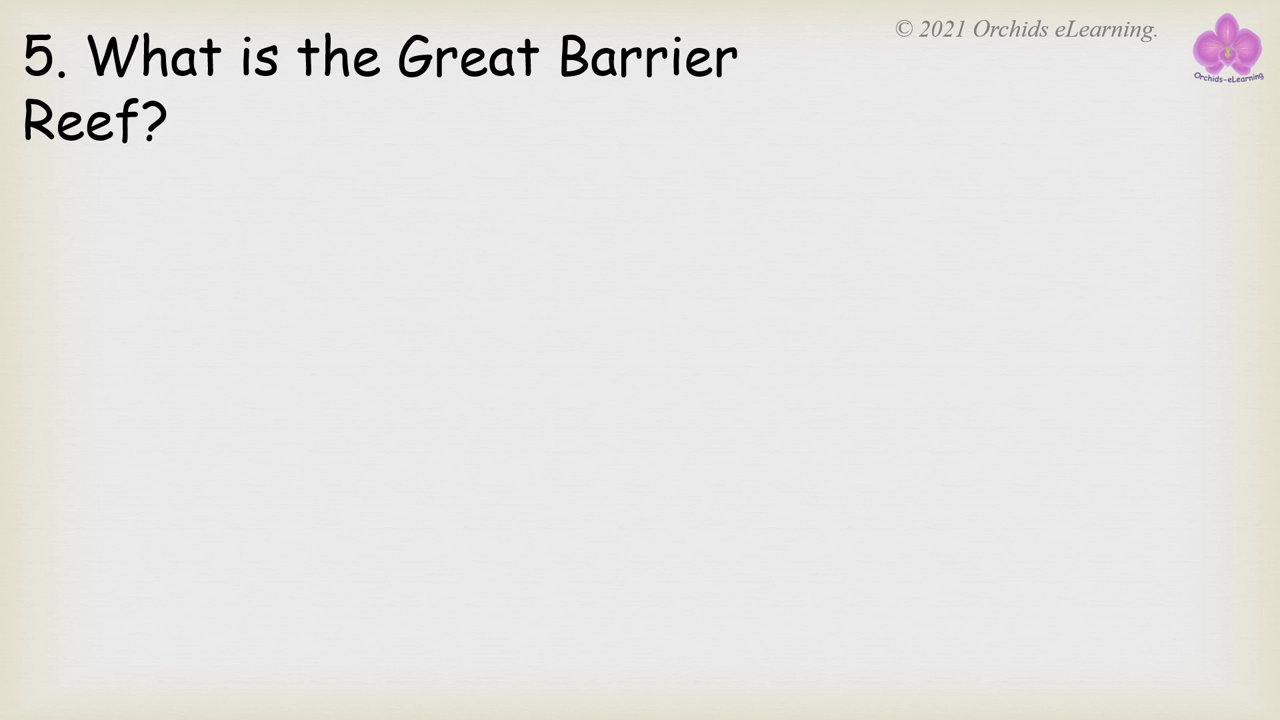 © 2021 Orchids eLearning.
5. What is the Great Barrier
Reef?
Orchids-eLearning